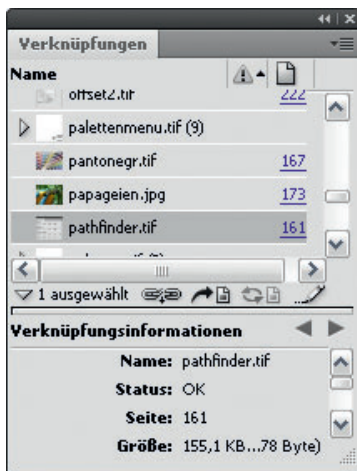 Verknüpfungen
Name
offset2.tif 222
palettenmenu.tif (9)
pantonegr.tif 167
papageien.jpg 173
pathfinder.tif 161
1 ausgewählt
Verknüpfungsinformationen
Name: pathfinder.tif
Status: OK
Seite: 161
Größe: 155,1 KB...78 Byte)